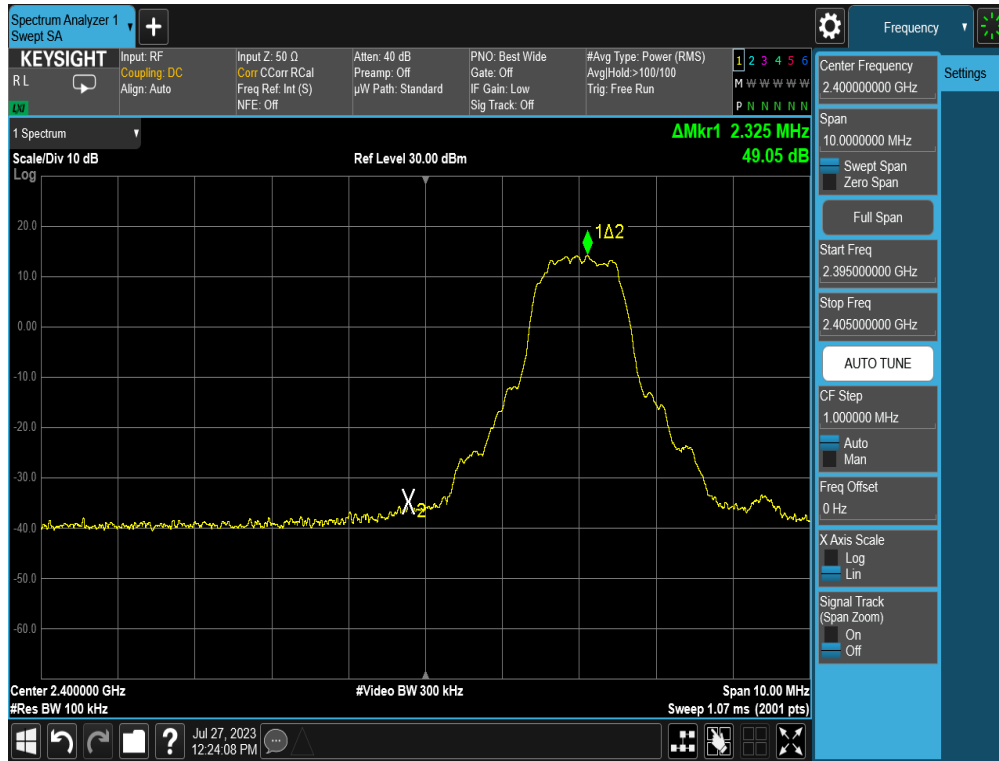 Spectrum Analyzer 1
Swept SA
+
Frequency
KEYSIGHT
R L
LXI
Input: RF
Coupling: DC
Align: Auto
Input Z: 50 Ω
Corr CCorr RCal
Freq Ref: Int (S)
NFE: Off
Atten: 40 dB
Preamp: Off
µW Path: Standard
PNO: Best Wide
Gate: Off
IF Gain: Low
Sig Track: Off
#Avg Type: Power (RMS)
Avg|Hold:>100/100
Trig: Free Run
1 2 3 4 5 6
M W W W W W
P N N N N N
1 Spectrum
ΔMkr1 2.325 MHz
49.05 dB
Scale/Div 10 dB
Ref Level 30.00 dBm
Log
1Δ2
20.0
10.0
0.00
-10.0
-20.0
-30.0
X2
-40.0
-50.0
-60.0
Center 2.400000 GHz
#Video BW 300 kHz
Span 10.00 MHz
#Res BW 100 kHz
Sweep 1.07 ms (2001 pts)
Jul 27, 2023
12:24:08 PM
?
Center Frequency
2.400000000 GHz
Settings
Span
10.0000000 MHz
Swept Span
Zero Span
Full Span
Start Freq
2.395000000 GHz
Stop Freq
2.405000000 GHz
AUTO TUNE
CF Step
1.000000 MHz
Auto
Man
Freq Offset
0 Hz
X Axis Scale
Log
Lin
Signal Track
(Span Zoom)
On
Off